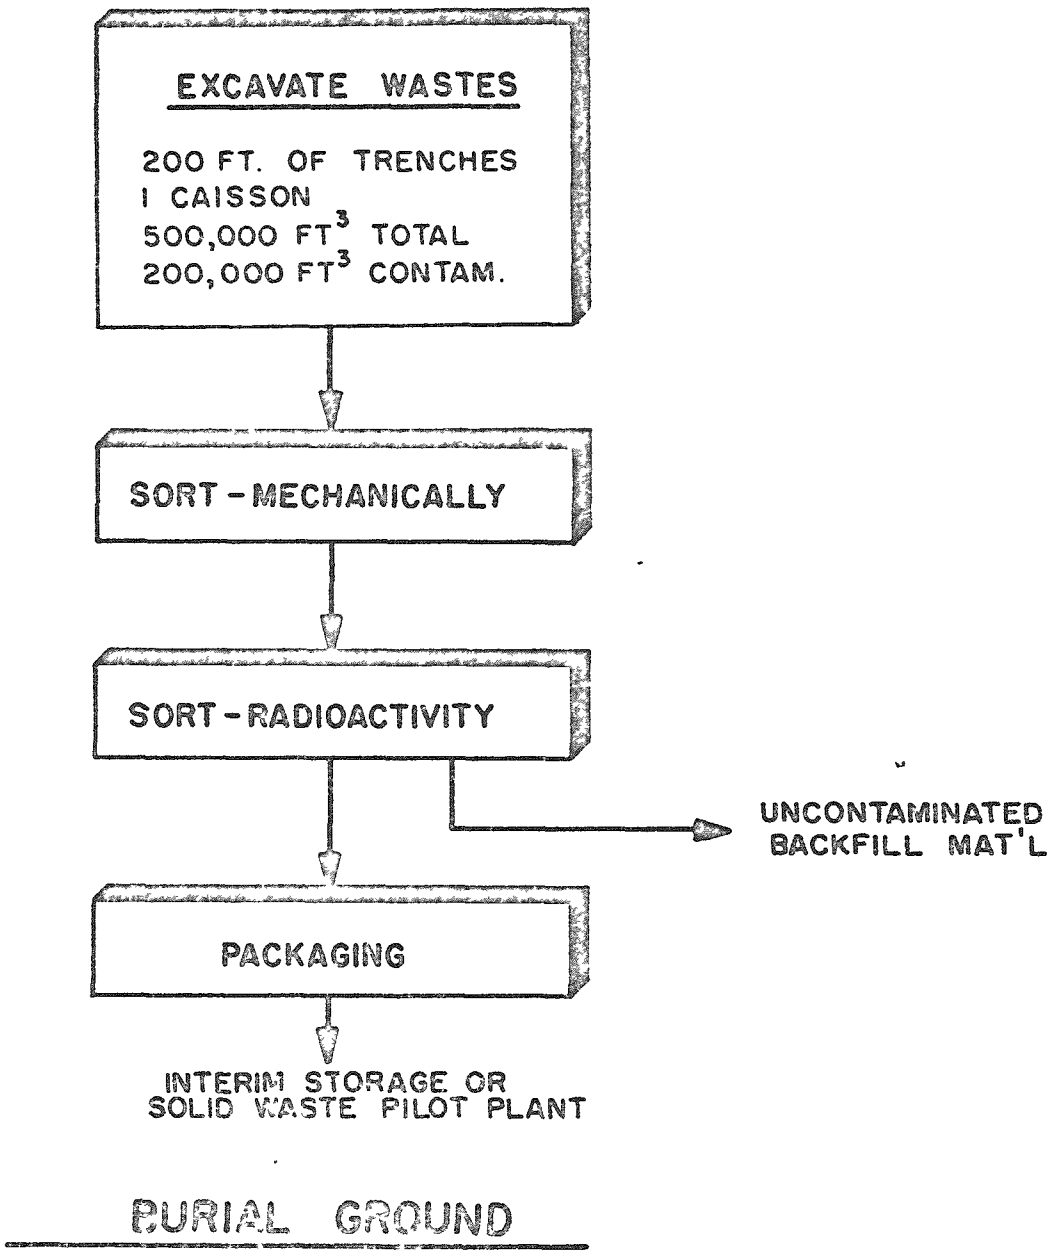 EXCAVATE WASTES
200 FT. OF TRENCHES
1 CAISSON
500,000 FT³ TOTAL
200,000 FT³ CONTAM.
SORT - MECHANICALLY
SORT - RADIOACTIVITY
UNCONTAMINATED
BACKFILL MAT'L
PACKAGING
INTERIM STORAGE OR
SOLID WASTE PILOT PLANT
BURIAL GROUND